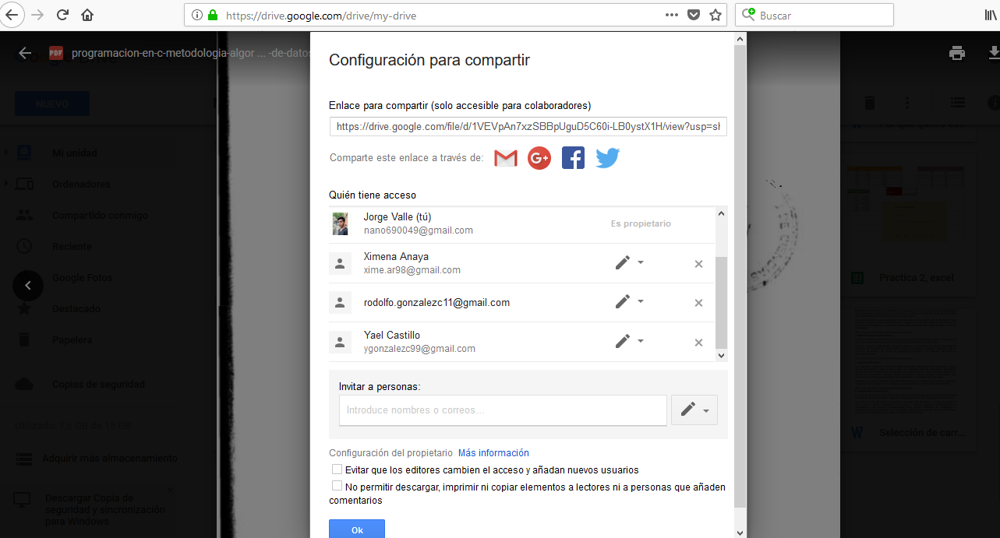 https://drive.google.com/drive/my-drive
Buscar
PDF programacion-en-c-metodologia-algor ... -de-datos
Configuración para compartir
Enlace para compartir (solo accesible para colaboradores)
https://drive.google.com/file/d/1VEVpAn7xzSBBpUguD5C60i-LB0ystX1H/view?usp=sl
Comparte este enlace a través de:
Quién tiene acceso
Jorge Valle (tú)
nano690049@gmail.com
Es propietario
Ximena Anaya
xime.ar98@gmail.com
rodolfo.gonzalezc11@gmail.com
Yael Castillo
ygonzalezc99@gmail.com
Invitar a personas:
Introduce nombres o correos...
Configuración del propietario Más información
Evitar que los editores cambien el acceso y añadan nuevos usuarios
No permitir descargar, imprimir ni copiar elementos a lectores ni a personas que añaden
comentarios
Ok
NUEVO
Mi unidad
Ordenadores
Compartido conmigo
Reciente
Google Fotos
Destacado
Papelera
Copias de seguridad
Utilizado: 1,6 GB de 15 GB
Adquirir más almacenamiento
Descargar Copia de
seguridad y sincronización
para Windows
Practica 2, excel
W Selección de carr...